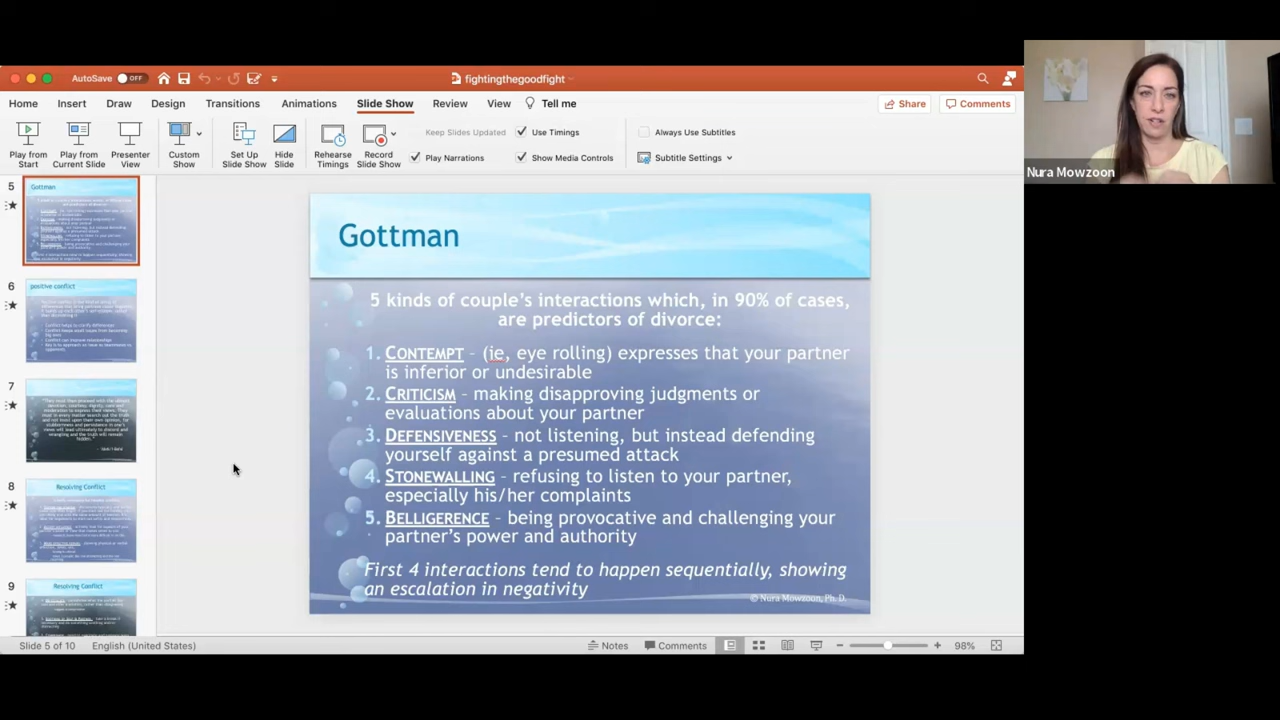 AutoSave OFF
fightingthegoodfight
Home Insert Draw Design Transitions Animations Slide Show Review View Tell me
Share Comments
Play from Start
Play from Current Slide
Presenter View
Custom Show
Set Up Slide Show
Hide Slide
Rehearse Timings
Record Slide Show
Keep Slides Updated
Use Timings
Play Narrations
Show Media Controls
Always Use Subtitles
Subtitle Settings
Nura Mowzoon
5
Gottman
6
positive conflict
7
8
Resolving Conflict
9
Resolving Conflict
Gottman
5 kinds of couple's interactions which, in 90% of cases,
re predictors of divorce:
1. CONTEMPT – (ie, eye rolling) expresses that your partner
is inferior or undesirable
2. CRITICISM – making disapproving judgments or
evaluations about your partner
3. DEFENSIVENESS – not listening, but instead defending
yourself against a presumed attack
4. STONEWALLING – refusing to listen to your partner,
especially his/her complaints
5. BELLIGERENCE – being provocative and challenging your
partner's power and authority
First 4 interactions tend to happen sequentially, showing
an escalation in negativity
© Nura Mowzoon, Ph. D.
Slide 5 of 10 English (United States)
Notes Comments 98%